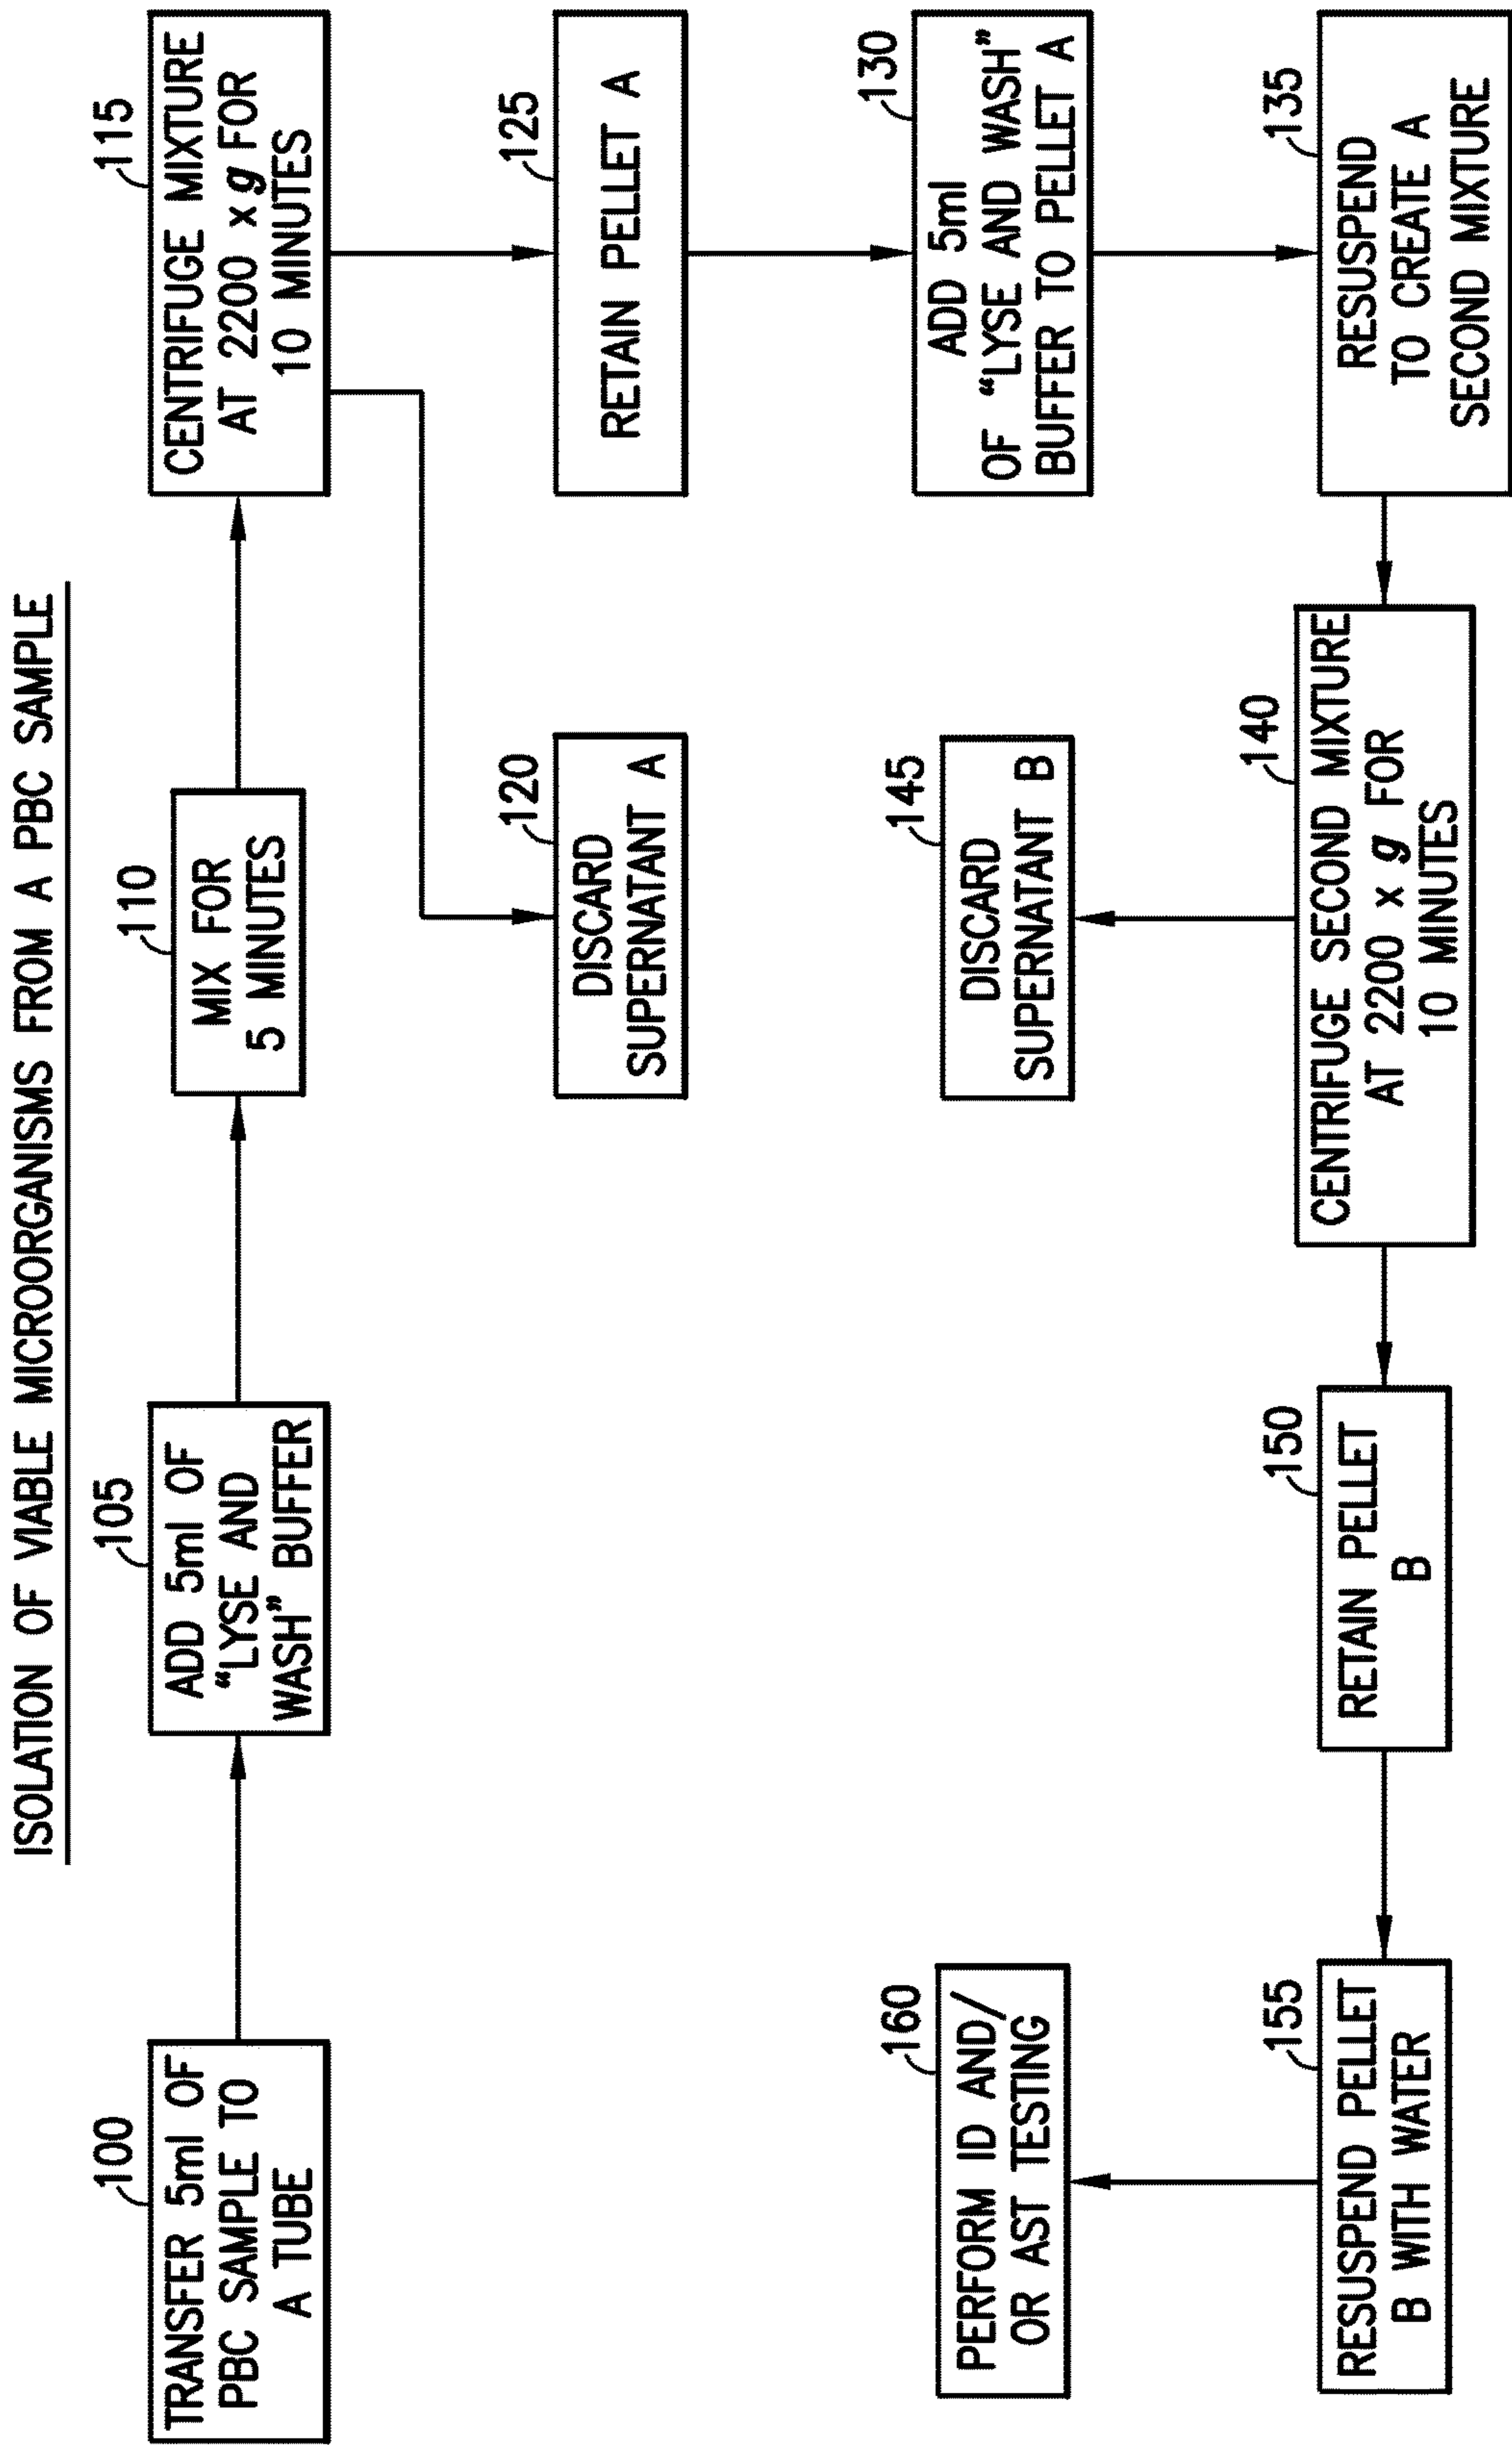 ISOLATION OF VIABLE MICROORGANISMS FROM A PBC SAMPLE
100
TRANSFER 5ml OF
PBC SAMPLE TO
A TUBE
105
ADD 5ml OF
“LYSE AND
WASH” BUFFER
110
MIX FOR
5 MINUTES
115
CENTRIFUGE MIXTURE
AT 2200 x g FOR
10 MINUTES
120
DISCARD
SUPERNATANT A
125
RETAIN PELLET A
130
ADD 5ml
OF “LYSE AND WASH”
BUFFER TO PELLET A
135
RESUSPEND
TO CREATE A
SECOND MIXTURE
140
CENTRIFUGE SECOND MIXTURE
AT 2200 x g FOR
10 MINUTES
145
DISCARD
SUPERNATANT B
150
RETAIN PELLET
B
155
RESUSPEND PELLET
B WITH WATER
160
PERFORM ID AND/
OR AST TESTING